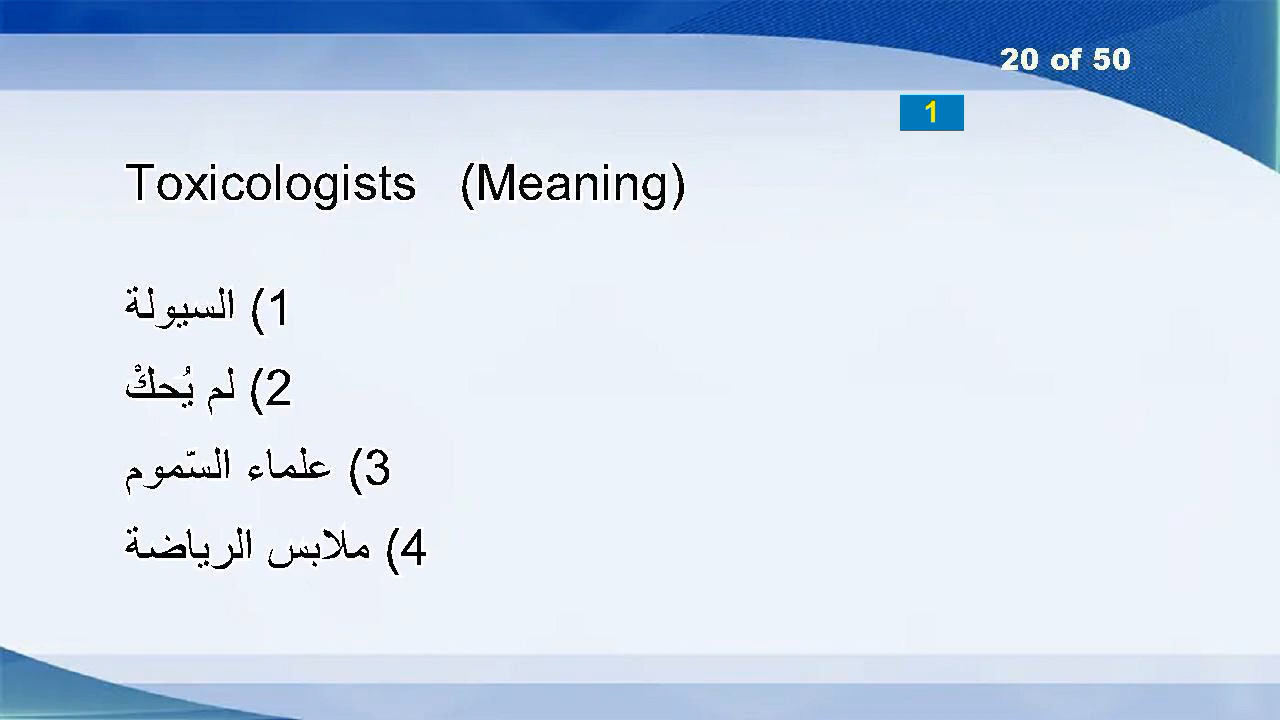 20 of 50
1
Toxicologists (Meaning)
1) السيولة
2) لم يُحكْ
3) علماء السّموم
4) ملابس الرياضة